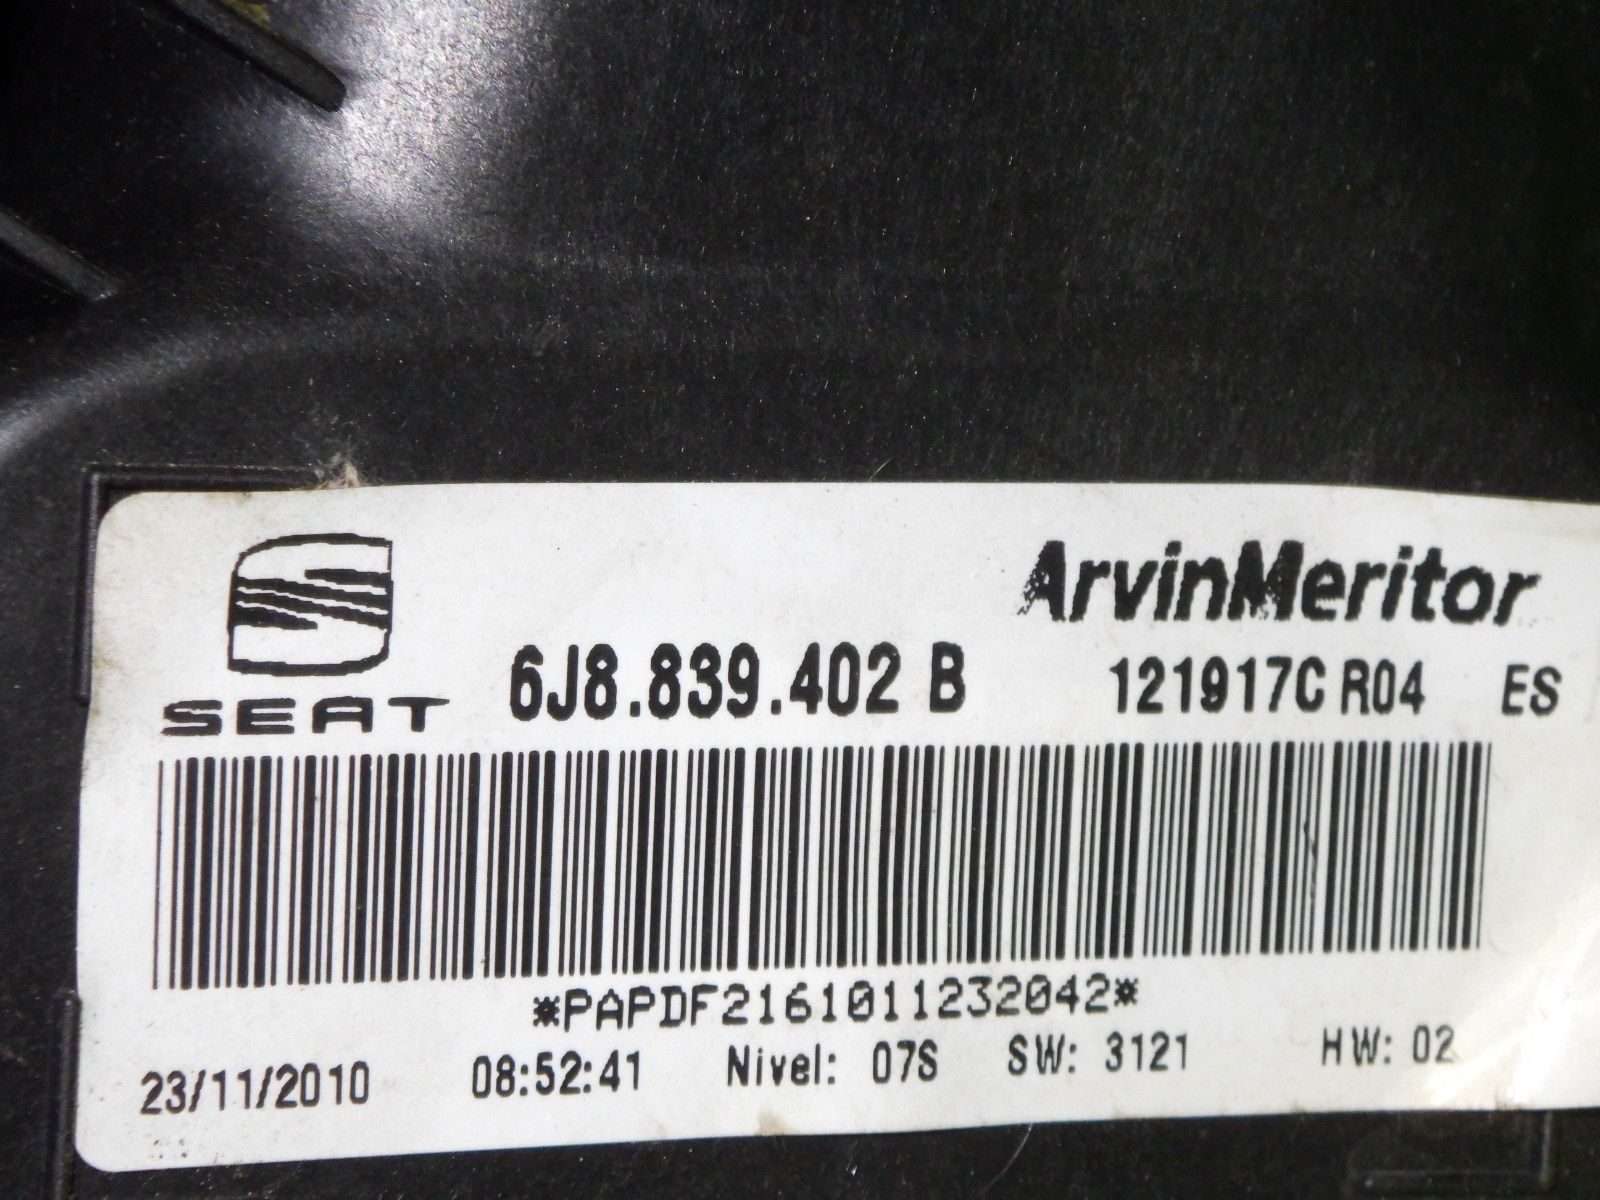 ArvinMeritor
SEAT 6J8.839.402 B 121917C R04 ES
*PAPDF2161011232042*
23/11/2010 08:52:41 Nivel: 07S SW: 3121 HW: 02